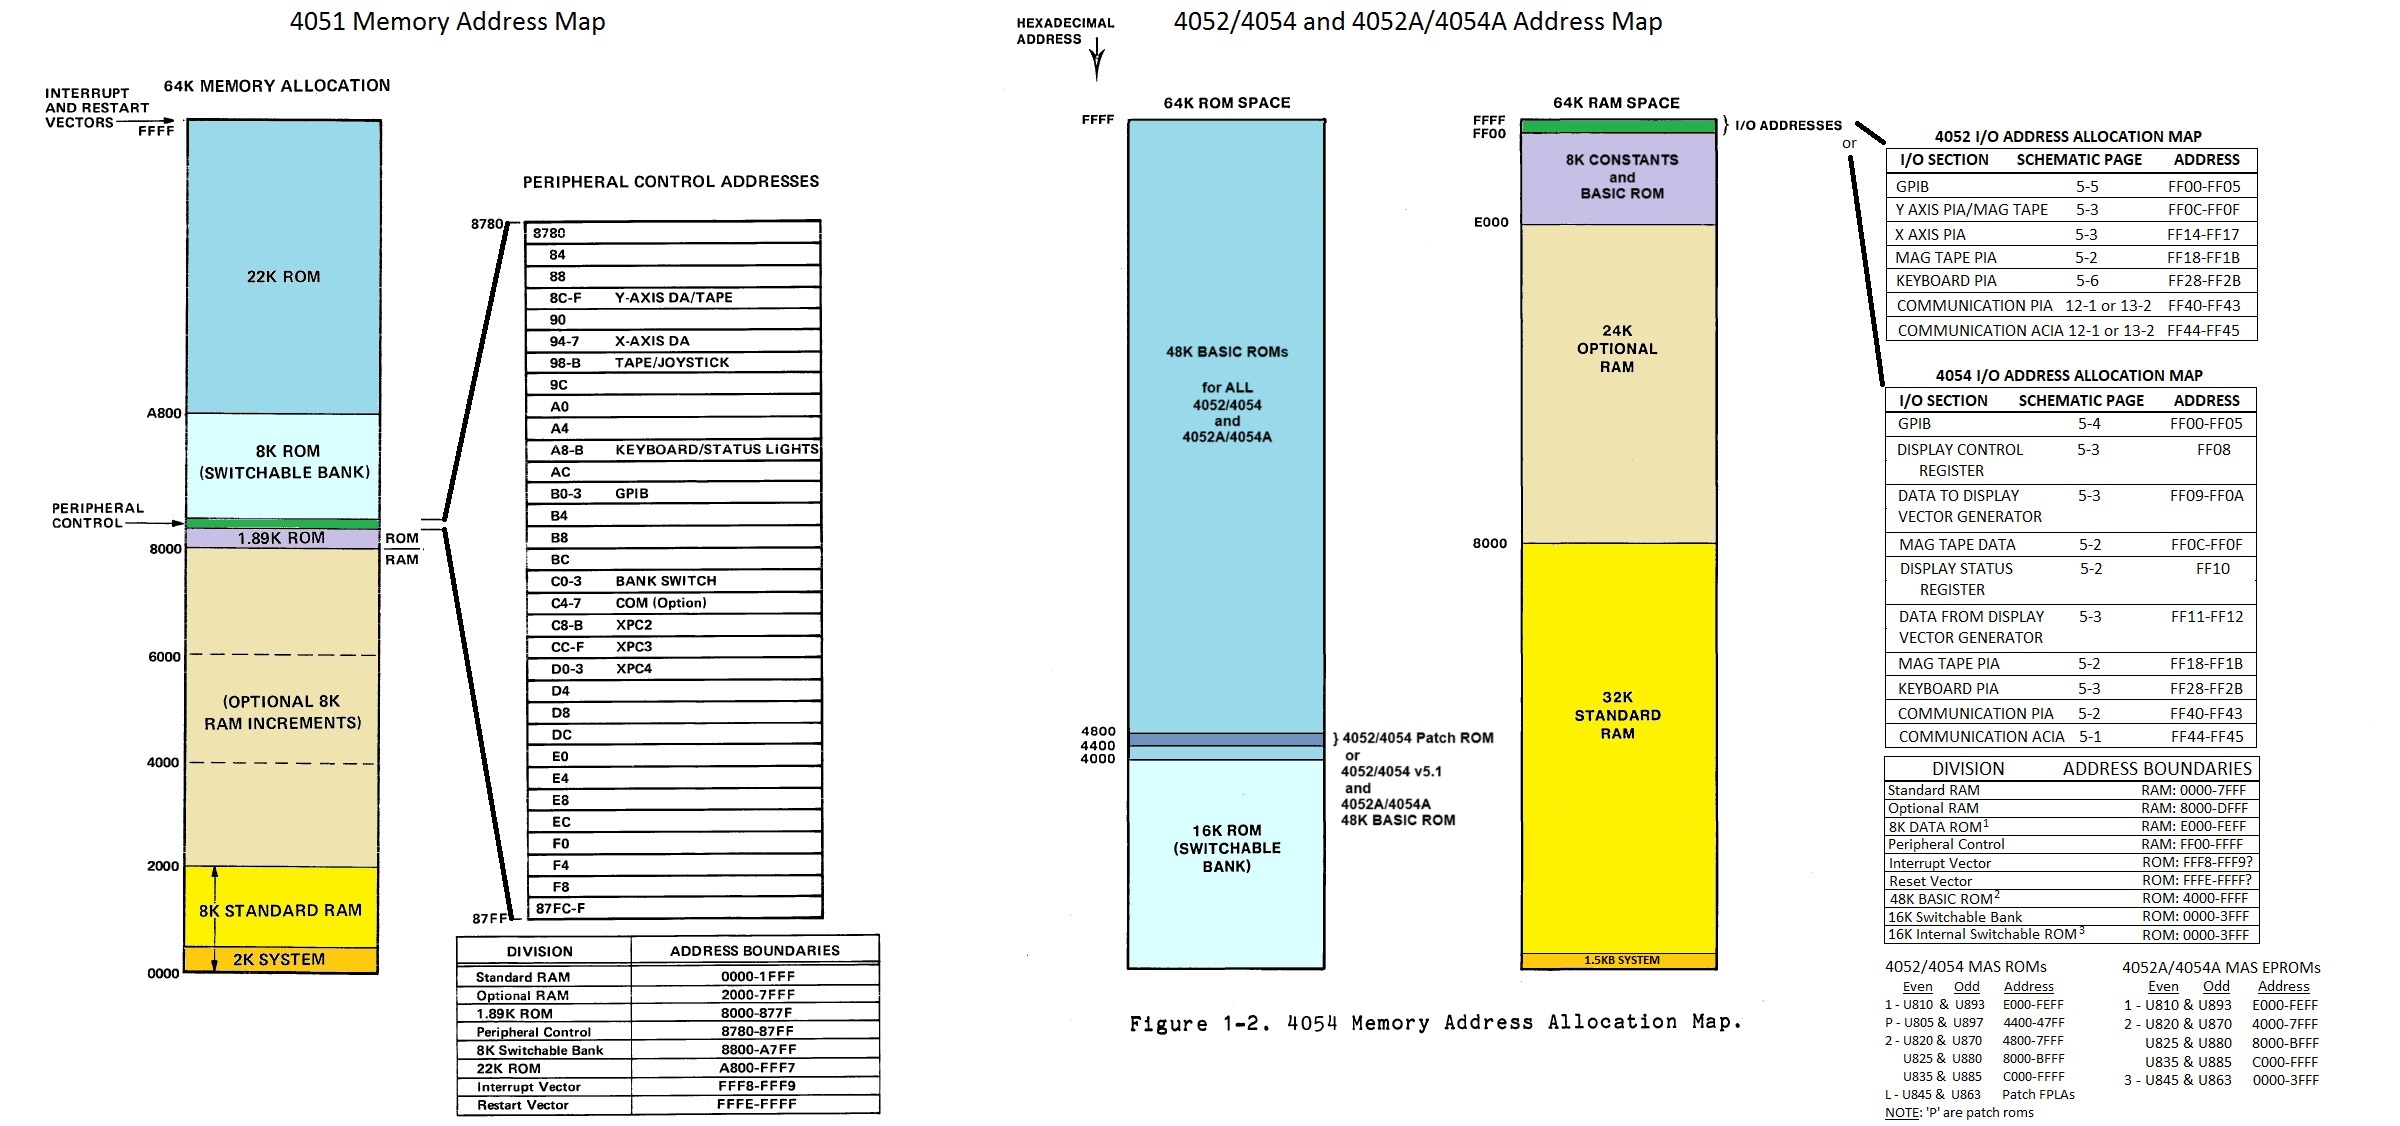 4051 Memory Address Map
64K MEMORY ALLOCATION
INTERRUPT
AND RESTART
VECTORS
FFFF
22K ROM
A800
8K ROM
(SWITCHABLE BANK)
PERIPHERAL
CONTROL
1.89K ROM
ROM
8000
RAM
6000
(OPTIONAL 8K
RAM INCREMENTS)
4000
2000
8K STANDARD RAM
2K SYSTEM
0000
PERIPHERAL CONTROL ADDRESSES
8780
8780
84
88
8C-F Y-AXIS DA/TAPE
90
94-7 X-AXIS DA
98-B TAPE/JOYSTICK
9C
A0
A4
A8-B KEYBOARD/STATUS LIGHTS
AC
B0-3 GPIB
B4
B8
BC
C0-3 BANK SWITCH
C4-7 COM (Option)
C8-B XPC2
CC-F XPC3
D0-3 XPC4
D4
D8
DC
E0
E4
E8
EC
F0
F4
F8
87FC-F
87FF
DIVISION ADDRESS BOUNDARIES
Standard RAM 0000-1FFF
Optional RAM 2000-7FFF
1.89K ROM 8000-877F
Peripheral Control 8780-87FF
8K Switchable Bank 8800-A7FF
22K ROM A800-FFF7
Interrupt Vector FFF8-FFF9
Restart Vector FFFE-FFFF
HEXADECIMAL
ADDRESS
4052/4054 and 4052A/4054A Address Map
64K ROM SPACE
FFFF
48K BASIC ROMs
for ALL
4052/4054
and
4052A/4054A
4800
4400
4000
} 4052/4054 Patch ROM
or
4052/4054 v5.1
and
4052A/4054A
48K BASIC ROM
16K ROM
(SWITCHABLE
BANK)
64K RAM SPACE
FFFF
FF00
} I/O ADDRESSES
or
8K CONSTANTS
and
BASIC ROM
E000
24K
OPTIONAL
RAM
8000
32K
STANDARD
RAM
1.5KB SYSTEM
Figure 1-2. 4054 Memory Address Allocation Map.
4052 I/O ADDRESS ALLOCATION MAP
I/O SECTION SCHEMATIC PAGE ADDRESS
GPIB 5-5 FF00-FF05
Y AXIS PIA/MAG TAPE 5-3 FF0C-FF0F
X AXIS PIA 5-3 FF14-FF17
MAG TAPE PIA 5-2 FF18-FF1B
KEYBOARD PIA 5-6 FF28-FF2B
COMMUNICATION PIA 12-1 or 13-2 FF40-FF43
COMMUNICATION ACIA 12-1 or 13-2 FF44-FF45
4054 I/O ADDRESS ALLOCATION MAP
I/O SECTION SCHEMATIC PAGE ADDRESS
GPIB 5-4 FF00-FF05
DISPLAY CONTROL 5-3 FF08
REGISTER
DATA TO DISPLAY 5-3 FF09-FF0A
VECTOR GENERATOR
MAG TAPE DATA 5-2 FF0C-FF0F
DISPLAY STATUS 5-2 FF10
REGISTER
DATA FROM DISPLAY 5-3 FF11-FF12
VECTOR GENERATOR
MAG TAPE PIA 5-2 FF18-FF1B
KEYBOARD PIA 5-3 FF28-FF2B
COMMUNICATION PIA 5-2 FF40-FF43
COMMUNICATION ACIA 5-1 FF44-FF45
DIVISION ADDRESS BOUNDARIES
Standard RAM RAM: 0000-7FFF
Optional RAM RAM: 8000-DFFF
8K DATA ROM1 RAM: E000-FEFF
Peripheral Control RAM: FF00-FFFF
Interrupt Vector ROM: FFF8-FFF9?
Reset Vector ROM: FFFE-FFFF?
48K BASIC ROM2 ROM: 4000-FFFF
16K Switchable Bank ROM: 0000-3FFF
16K Internal Switchable ROM3 ROM: 0000-3FFF
4052/4054 MAS ROMs
Even Odd Address
1 - U810 & U893 E000-FEFF
P - U805 & U897 4400-47FF
2 - U820 & U870 4800-7FFF
U825 & U880 8000-BFFF
U835 & U885 C000-FFFF
L - U845 & U863 Patch FPLAs
NOTE: 'P' are patch roms
4052A/4054A MAS EPROMs
Even Odd Address
1 - U810 & U893 E000-FEFF
2 - U820 & U870 4000-7FFF
U825 & U880 8000-BFFF
U835 & U885 C000-FFFF
3 - U845 & U863 0000-3FFF